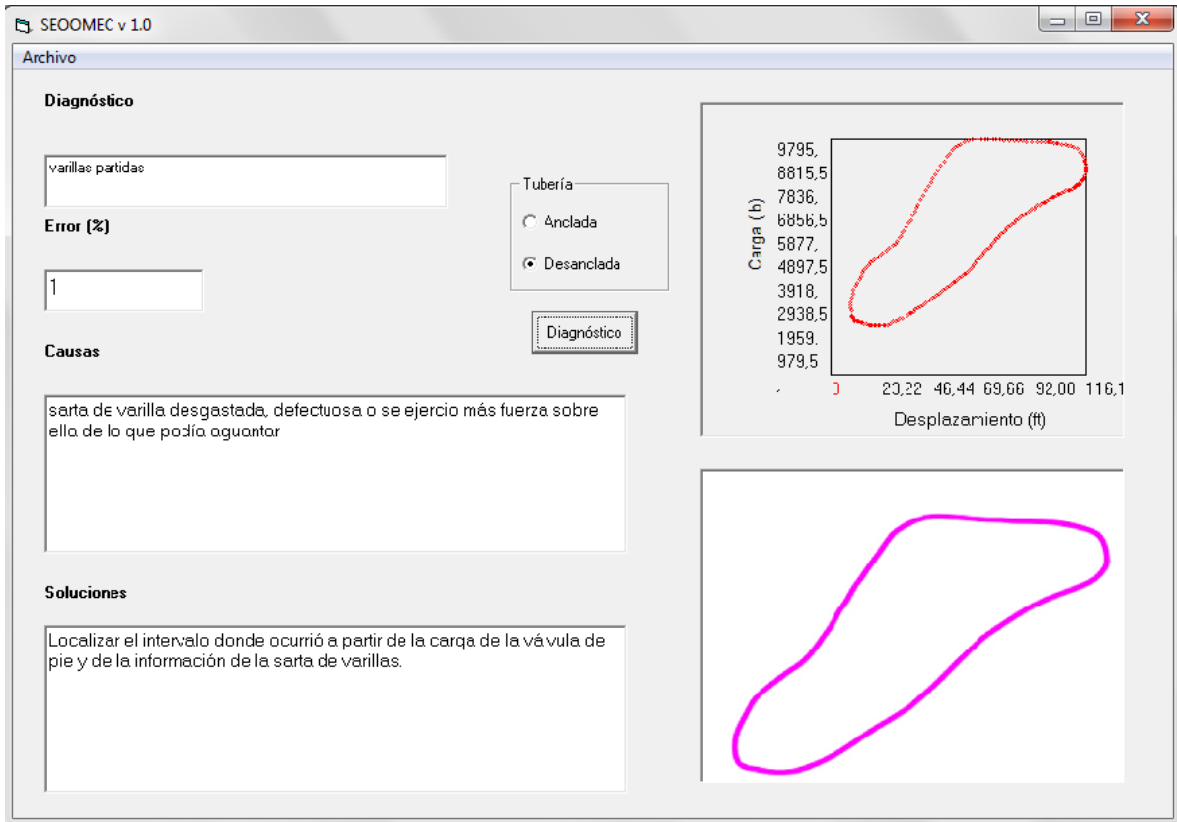 SEOOMEC v 1.0
Archivo
Diagnóstico
varillas partidas
Error (%)
1
Tubería
Anclada
Desanclada
Diagnóstico
Causas
sarta de varilla desgastada, defectuosa o se ejercio más fuerza sobre
ella de lo que podía aguantar
Soluciones
Localizar el intervalo donde ocurrió a partir de la carga de la vávula de
pie y de la información de la sarta de varillas.
9795,
8815,5
7836,
6856,5
5877,
4897,5
3918,
2938,5
1959.
979,5
Carga (b)
0 23,22 46,44 69,66 92,00 116,1
Desplazamiento (ft)